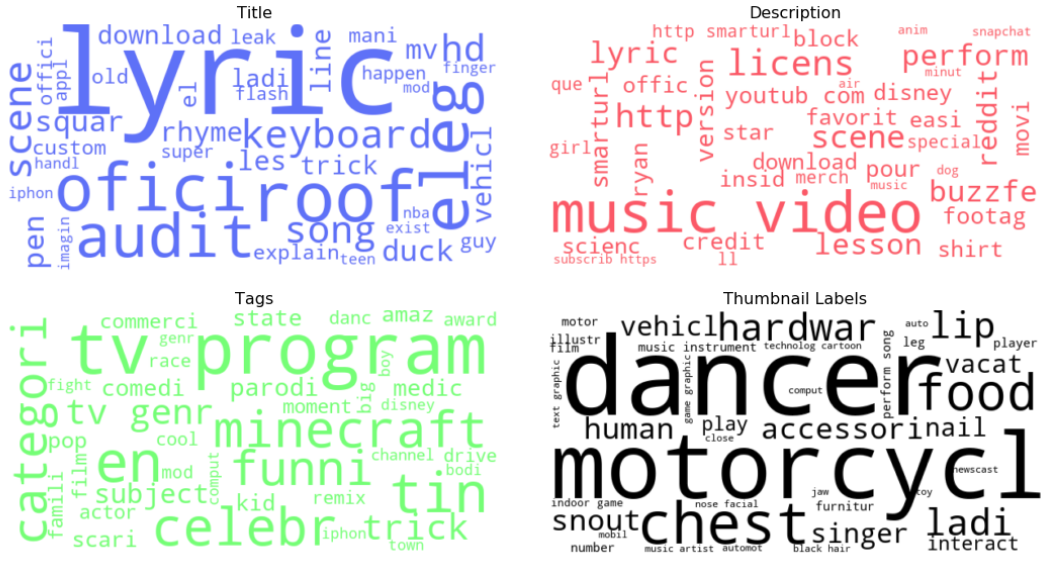 Title
download leak mani
lyric line mv hd
offici appl old el ladi flash happen mod finger
scene squar rhyme keyboard eleg
custom super les trick vehicl
handl iphon ofici roof
pen imagin audit song nba exist duck guy
explain teen
Description
http smarturl block anim snapchat
lyric licens perform minut
que offic version youtub com air disney reddit movi
smarturl http favorit easi
girl ryan star scene special
download pour dog
insid merch music buzzfe
music video footag
scienc credit lesson shirt
subscrib https ll
Tags
commerci state danc amaz award
categori tv program genr
race boy
fight comedi parodi big medic
tv genr moment disney
pop cool minecraft
famili film en mod comput funni channel drive bodi
subject kid remix tin
actor celebr iphon trick
scari town
Thumbnail Labels
motor vehicl hardwar auto lip
illustr film music instrument technolog cartoon leg player
text graphic dancer game graphic comput perform song vacat food
human play close accessori nail
motorcycl newscast
indoor game nose facial jaw toy
snout mobil chest furnitur singer ladi
number music artist automot black hair interact